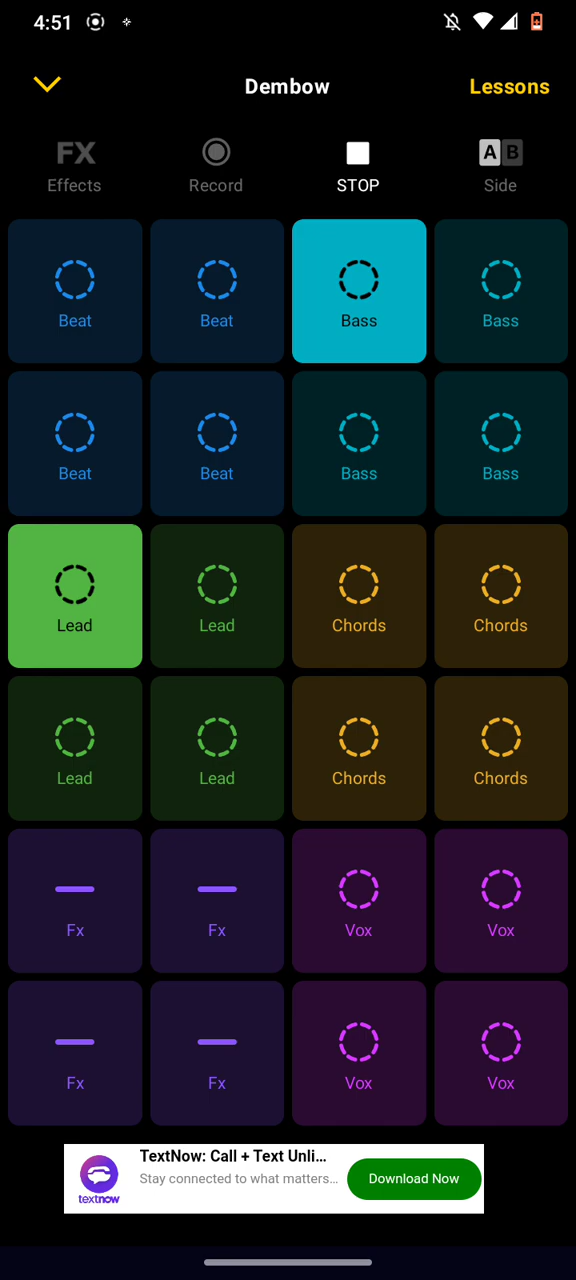 4:51
Dembow
Lessons
FX
Effects
Record
STOP
A B
Side
Beat
Beat
Bass
Bass
Beat
Beat
Bass
Bass
Lead
Lead
Chords
Chords
Lead
Lead
Chords
Chords
Fx
Fx
Vox
Vox
Fx
Fx
Vox
Vox
TextNow: Call + Text Unli...
Stay connected to what matters...
Download Now
textnow